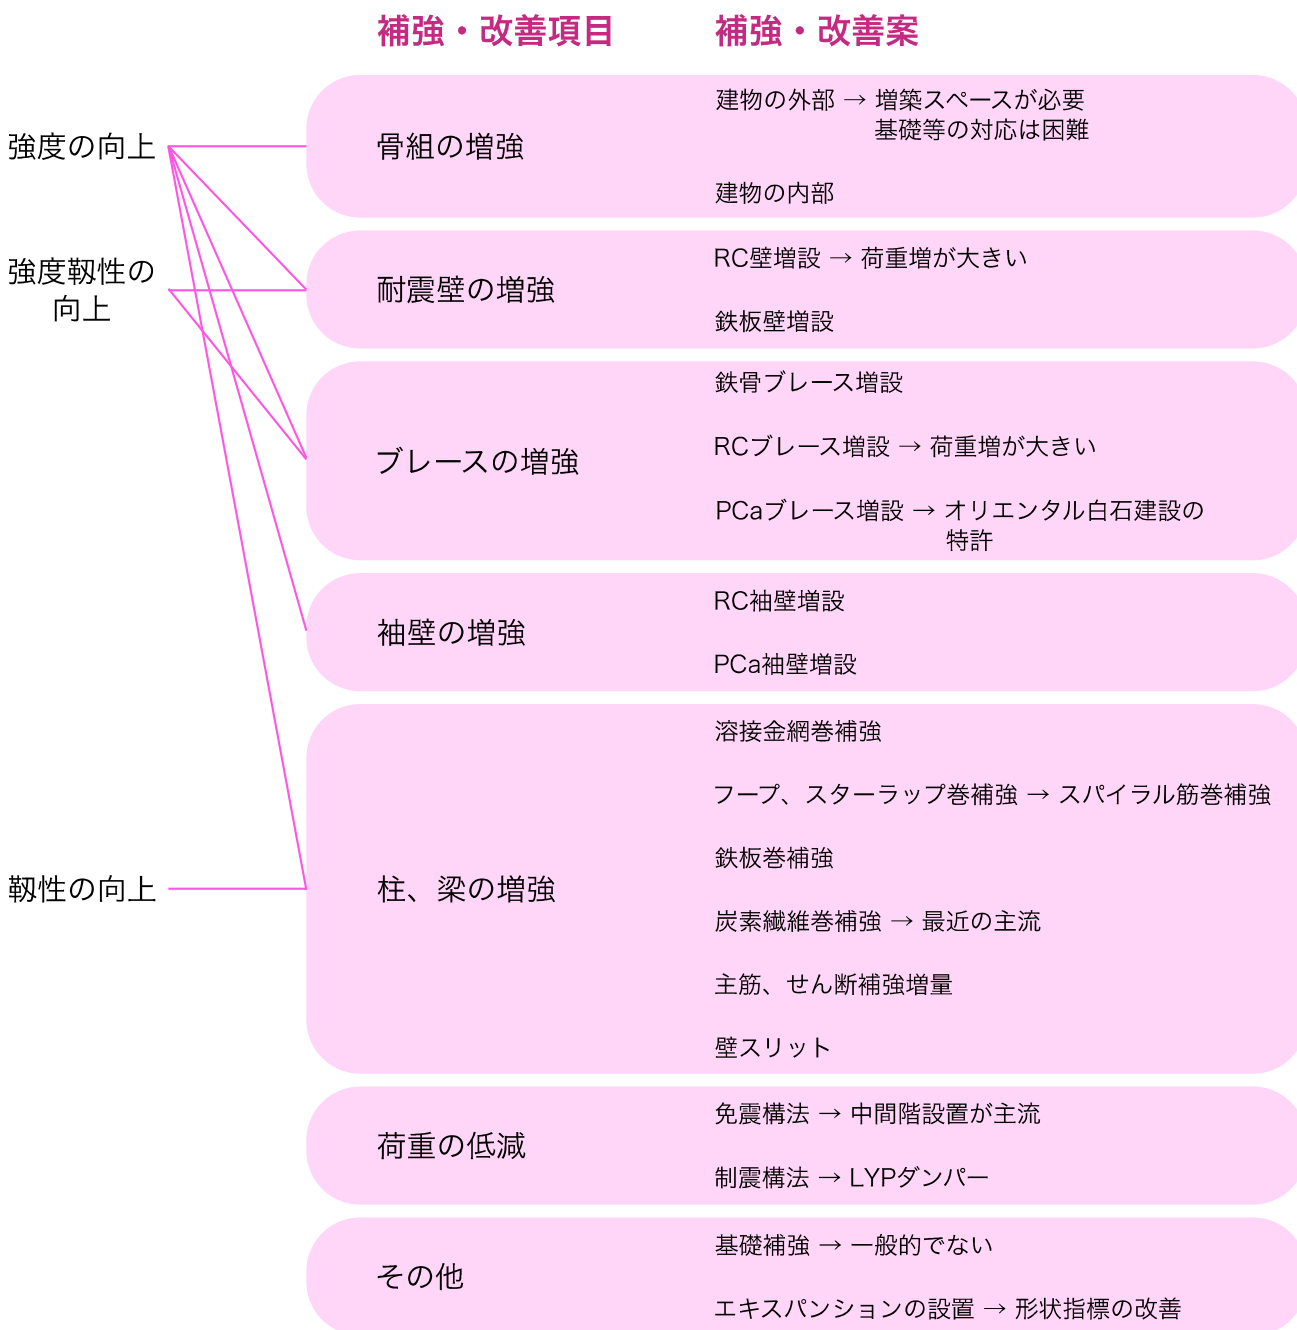 補強・改善項目
補強・改善案
強度の向上
強度靭性の
向上
靭性の向上
骨組の増強
建物の外部 → 増築スペースが必要
基礎等の対応は困難
建物の内部
耐震壁の増強
RC壁増設 → 荷重増が大きい
鉄板壁増設
ブレースの増強
鉄骨ブレース増設
RCブレース増設 → 荷重増が大きい
PCaブレース増設 → オリエンタル白石建設の
特許
袖壁の増強
RC袖壁増設
PCa袖壁増設
柱、梁の増強
溶接金網巻補強
フープ、スターラップ巻補強 → スパイラル筋巻補強
鉄板巻補強
炭素繊維巻補強 → 最近の主流
主筋、せん断補強増量
壁スリット
荷重の低減
免震構法 → 中間階設置が主流
制震構法 → LYPダンパー
その他
基礎補強 → 一般的でない
エキスパンションの設置 → 形状指標の改善